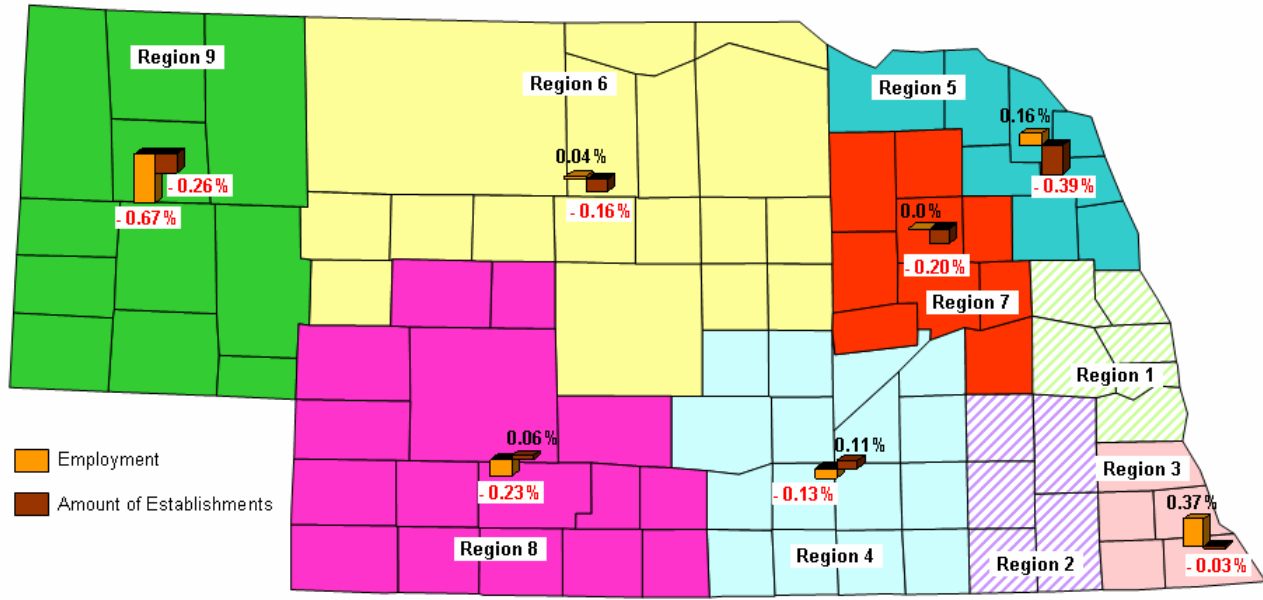 Region 9
Region 6
Region 5
0.16%
0.04%
- 0.26%
- 0.39%
- 0.67%
- 0.16%
0.0%
- 0.20%
Region 7
Region 1
0.06%
0.11%
Employment
Region 3
- 0.23%
- 0.13%
Amount of Establishments
0.37%
Region 8
Region 4
Region 2
- 0.03%